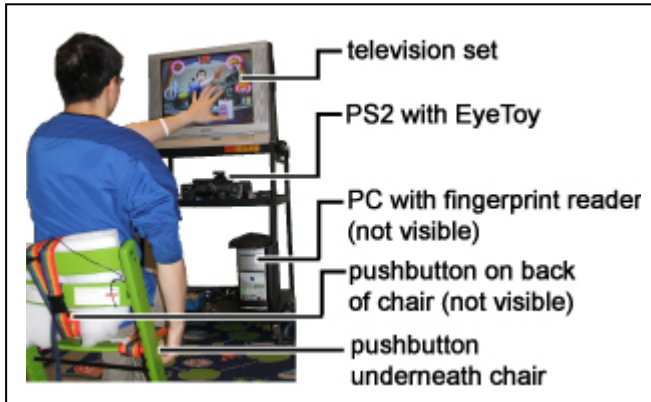 television set
PS2 with EyeToy
PC with fingerprint reader
(not visible)
pushbutton on back
of chair (not visible)
pushbutton
underneath chair